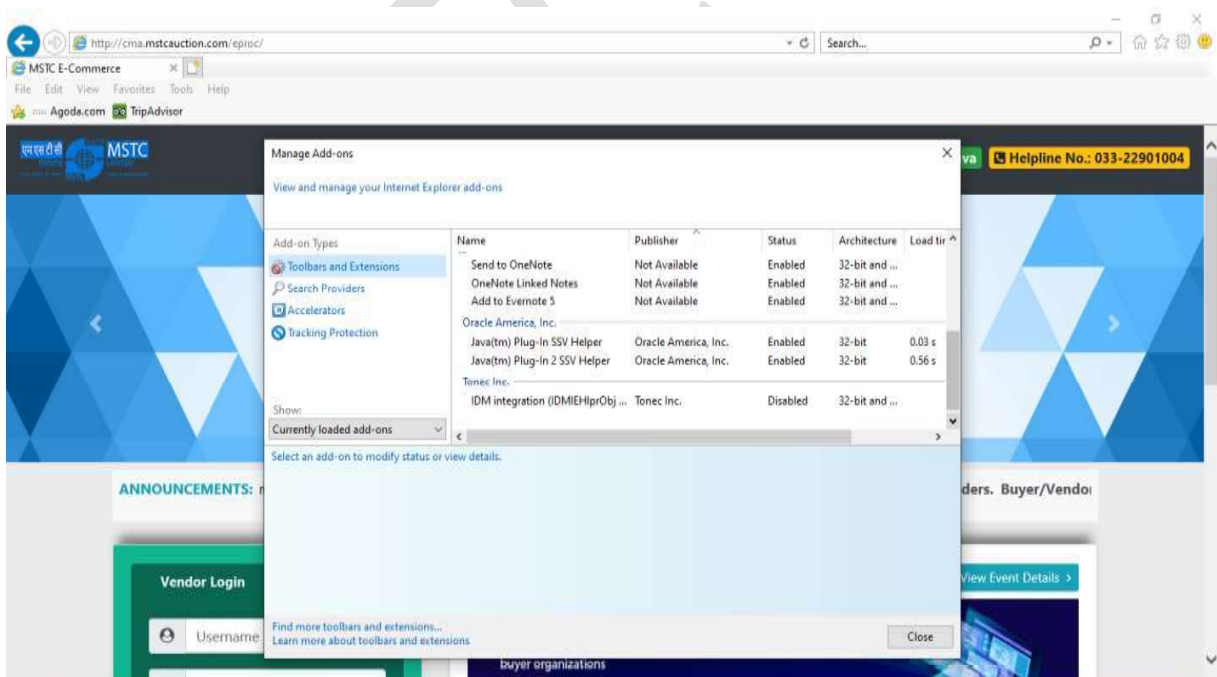 http://cma.mstcauction.com/eproc/
Search...
MSTC E-Commerce
File Edit View Favorites Tools Help
Agoda.com TripAdvisor
एम एस टी सी MSTC
va Helpline No.: 033-22901004
Manage Add-ons
View and manage your Internet Explorer add-ons
Add-on Types
Toolbars and Extensions
Search Providers
Accelerators
Tracking Protection
Show:
Currently loaded add-ons
Name Publisher Status Architecture Load tir
Send to OneNote Not Available Enabled 32-bit and ...
OneNote Linked Notes Not Available Enabled 32-bit and ...
Add to Evernote 5 Not Available Enabled 32-bit and ...
Oracle America, Inc.
Java(tm) Plug-In SSV Helper Oracle America, Inc. Enabled 32-bit 0.03 s
Java(tm) Plug-In 2 SSV Helper Oracle America, Inc. Enabled 32-bit 0.56 s
Tonec Inc.
IDM integration (IDMIEHlprObj ... Tonec Inc. Disabled 32-bit and ...
Select an add-on to modify status or view details.
Find more toolbars and extensions...
Learn more about toolbars and extensions
Close
ANNOUNCEMENTS:
ders. Buyer/Vendor
Vendor Login
Username
View Event Details
buyer organizations